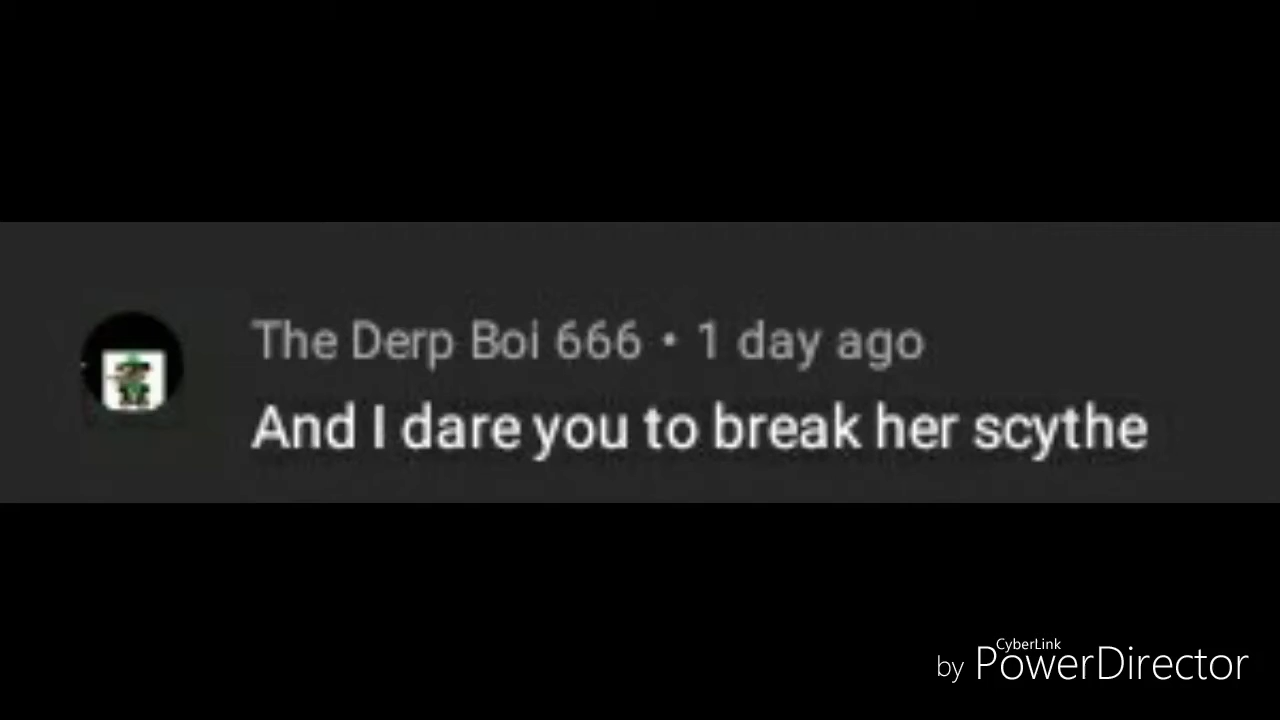 The Derp Boi 666 • 1 day ago
And I dare you to break her scythe
CyberLink
by PowerDirector